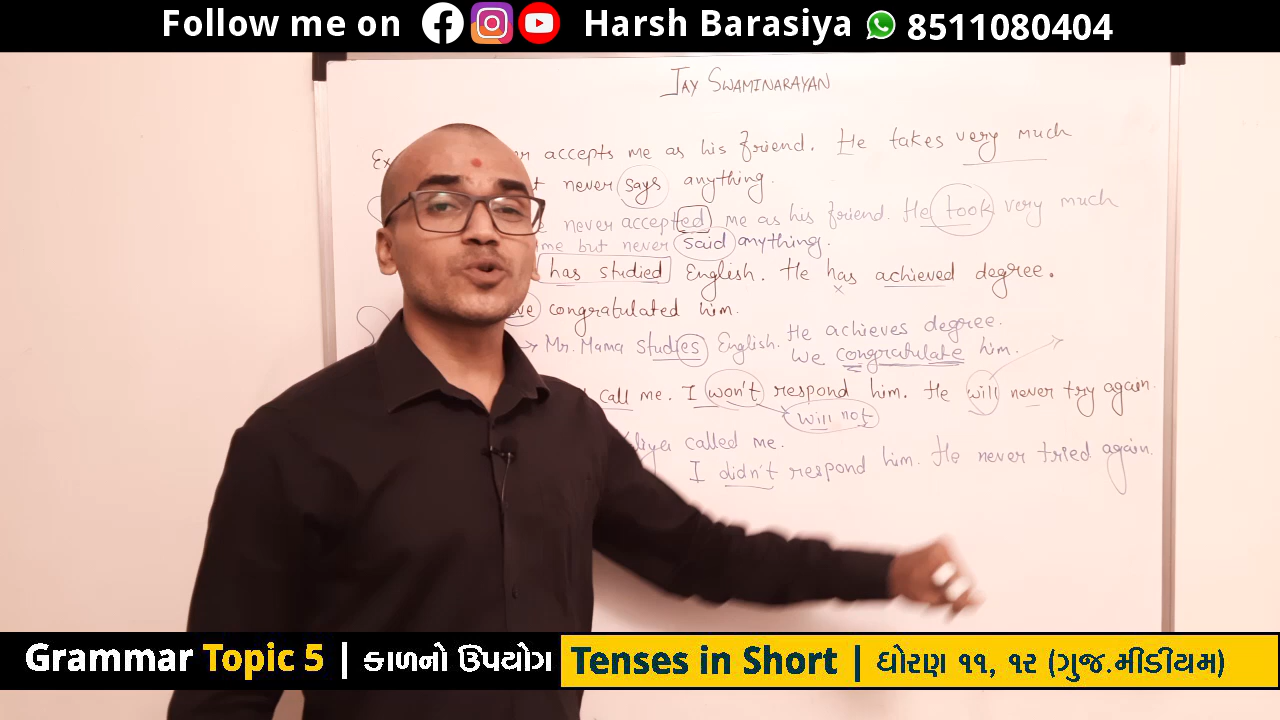 Follow me on Harsh Barasiya 8511080404
JAY SWAMINARAYAN
accepts me as his friend. He takes very much
never says anything.
never accepted me as his friend. He took very much
me but never said anything.
has studied English. He has achieved degree.
congratulated him.
→ Mr. Mama studies English. He achieves degree.
We congratulate him.
call me. I won't respond him. He will never try again.
will not
called me.
I didn't respond him. He never tried again.
Grammar Topic 5 | કાળનો ઉપયોગ Tenses in Short | ધોરણ ૧૧, ૧૨ (ગુજ.મીડીયમ)